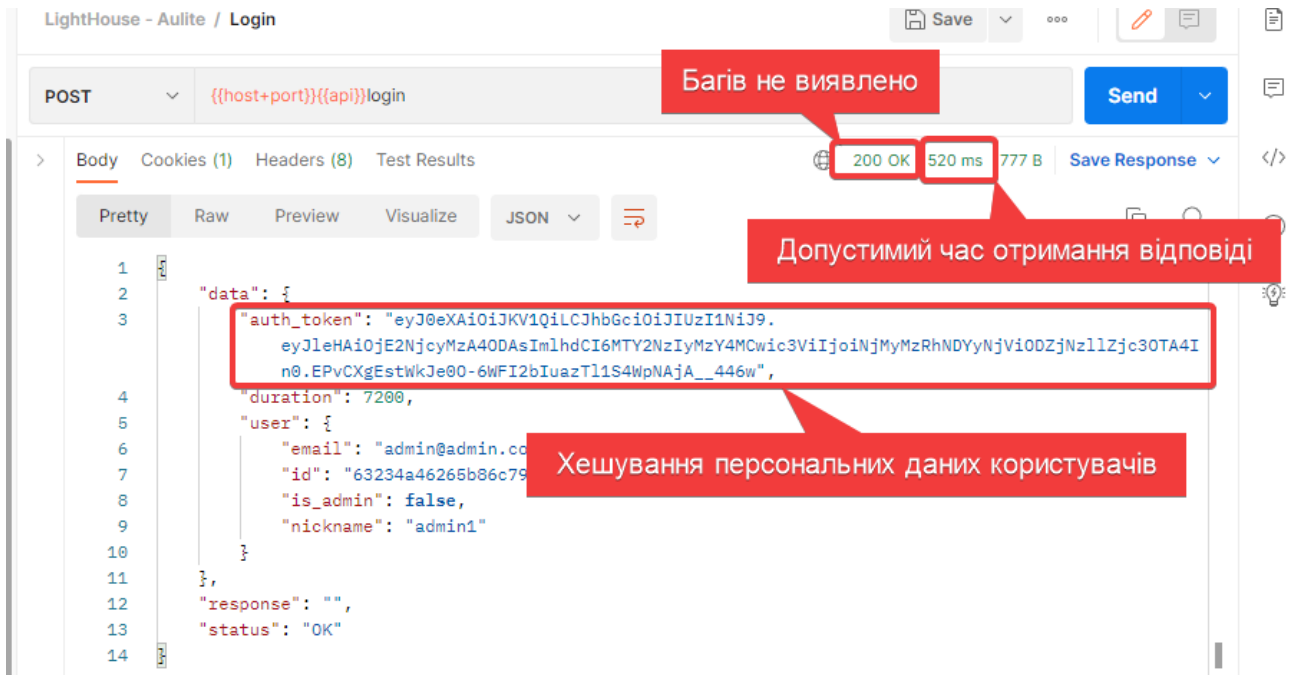 LightHouse - Aulite / Login
Save
POST
{{host+port}}{{api}}login
Багів не виявлено
Send
Body Cookies (1) Headers (8) Test Results
200 OK 520 ms 777 B Save Response
Pretty Raw Preview Visualize JSON
Допустимий час отримання відповіді
1 {
2 "data": {
3 "auth_token": "eyJ0eXAiOiJKV1QiLCJhbGciOiJIUzI1NiJ9.
eyJleHAiOjE2NjcyMzA4ODAsImlhdCI6MTY2NzIyMzY4MCwic3ViIjoiNjMyMzRhNDYyNjViODZjNzllZjc3OTA4I
n0.EPvCXgEstWkJe0O-6WFI2bIuazTl1S4WpNAjA__446w",
4 "duration": 7200,
5 "user": {
6 "email": "admin@admin.co
Хешування персональних даних користувачів
7 "id": "63234a46265b86c79
8 "is_admin": false,
9 "nickname": "admin1"
10 }
11 },
12 "response": "",
13 "status": "OK"
14 }